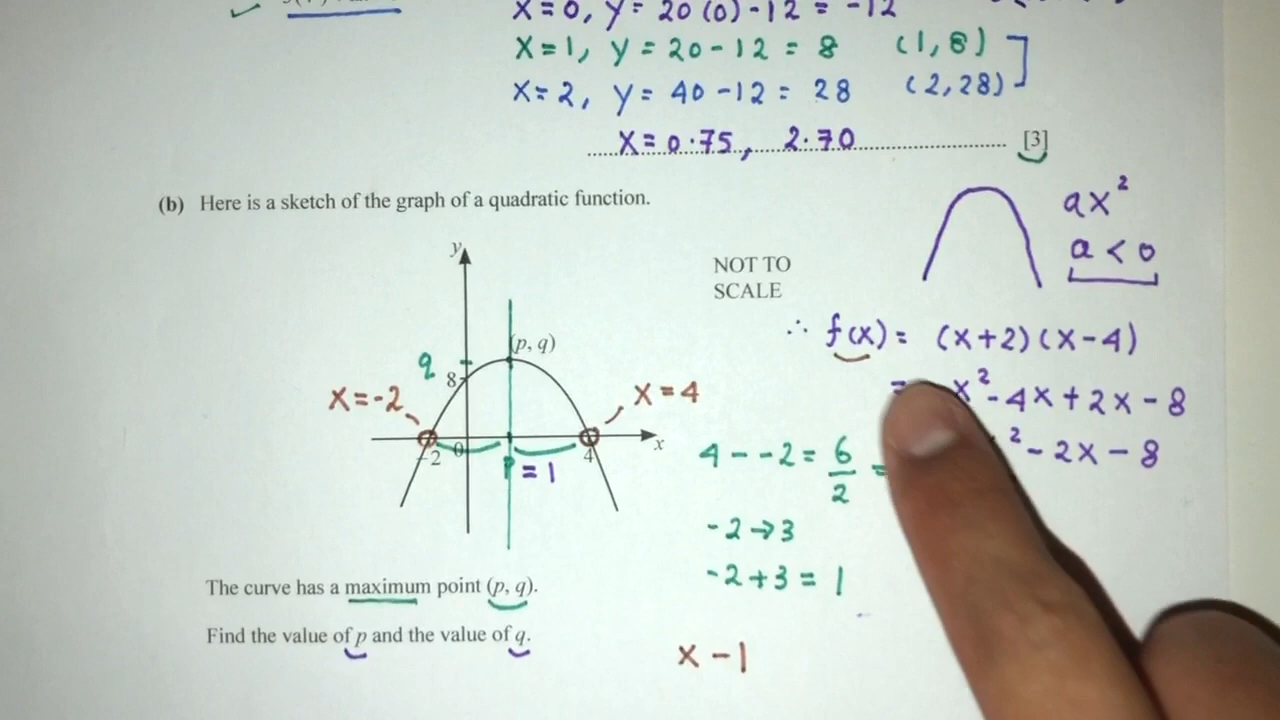 x=0, y= 20(0)-12 = -12
x=1, y= 20-12 = 8 (1,8)
x=2, y= 40-12= 28 (2,28)
x= 0.75, 2.70 [3]
(b) Here is a sketch of the graph of a quadratic function.
ax²
a<0
y
NOT TO
SCALE
∴ f(x)= (x+2)(x-4)
(p, q)
q
8
= x²-4x+2x-8
x=-2
x=4
²-2x-8
-2
0
4
x
p=1
4--2= 6/2 =
-2→3
-2+3=1
The curve has a maximum point (p, q).
Find the value of p and the value of q.
x-1